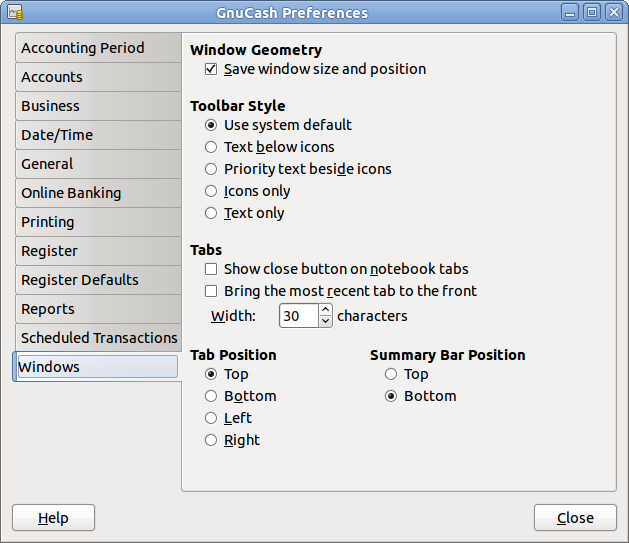 GnuCash Preferences
Accounting Period
Accounts
Business
Date/Time
General
Online Banking
Printing
Register
Register Defaults
Reports
Scheduled Transactions
Windows
Window Geometry
Save window size and position
Toolbar Style
Use system default
Text below icons
Priority text beside icons
Icons only
Text only
Tabs
Show close button on notebook tabs
Bring the most recent tab to the front
Width: 30 characters
Tab Position
Top
Bottom
Left
Right
Summary Bar Position
Top
Bottom
Help
Close